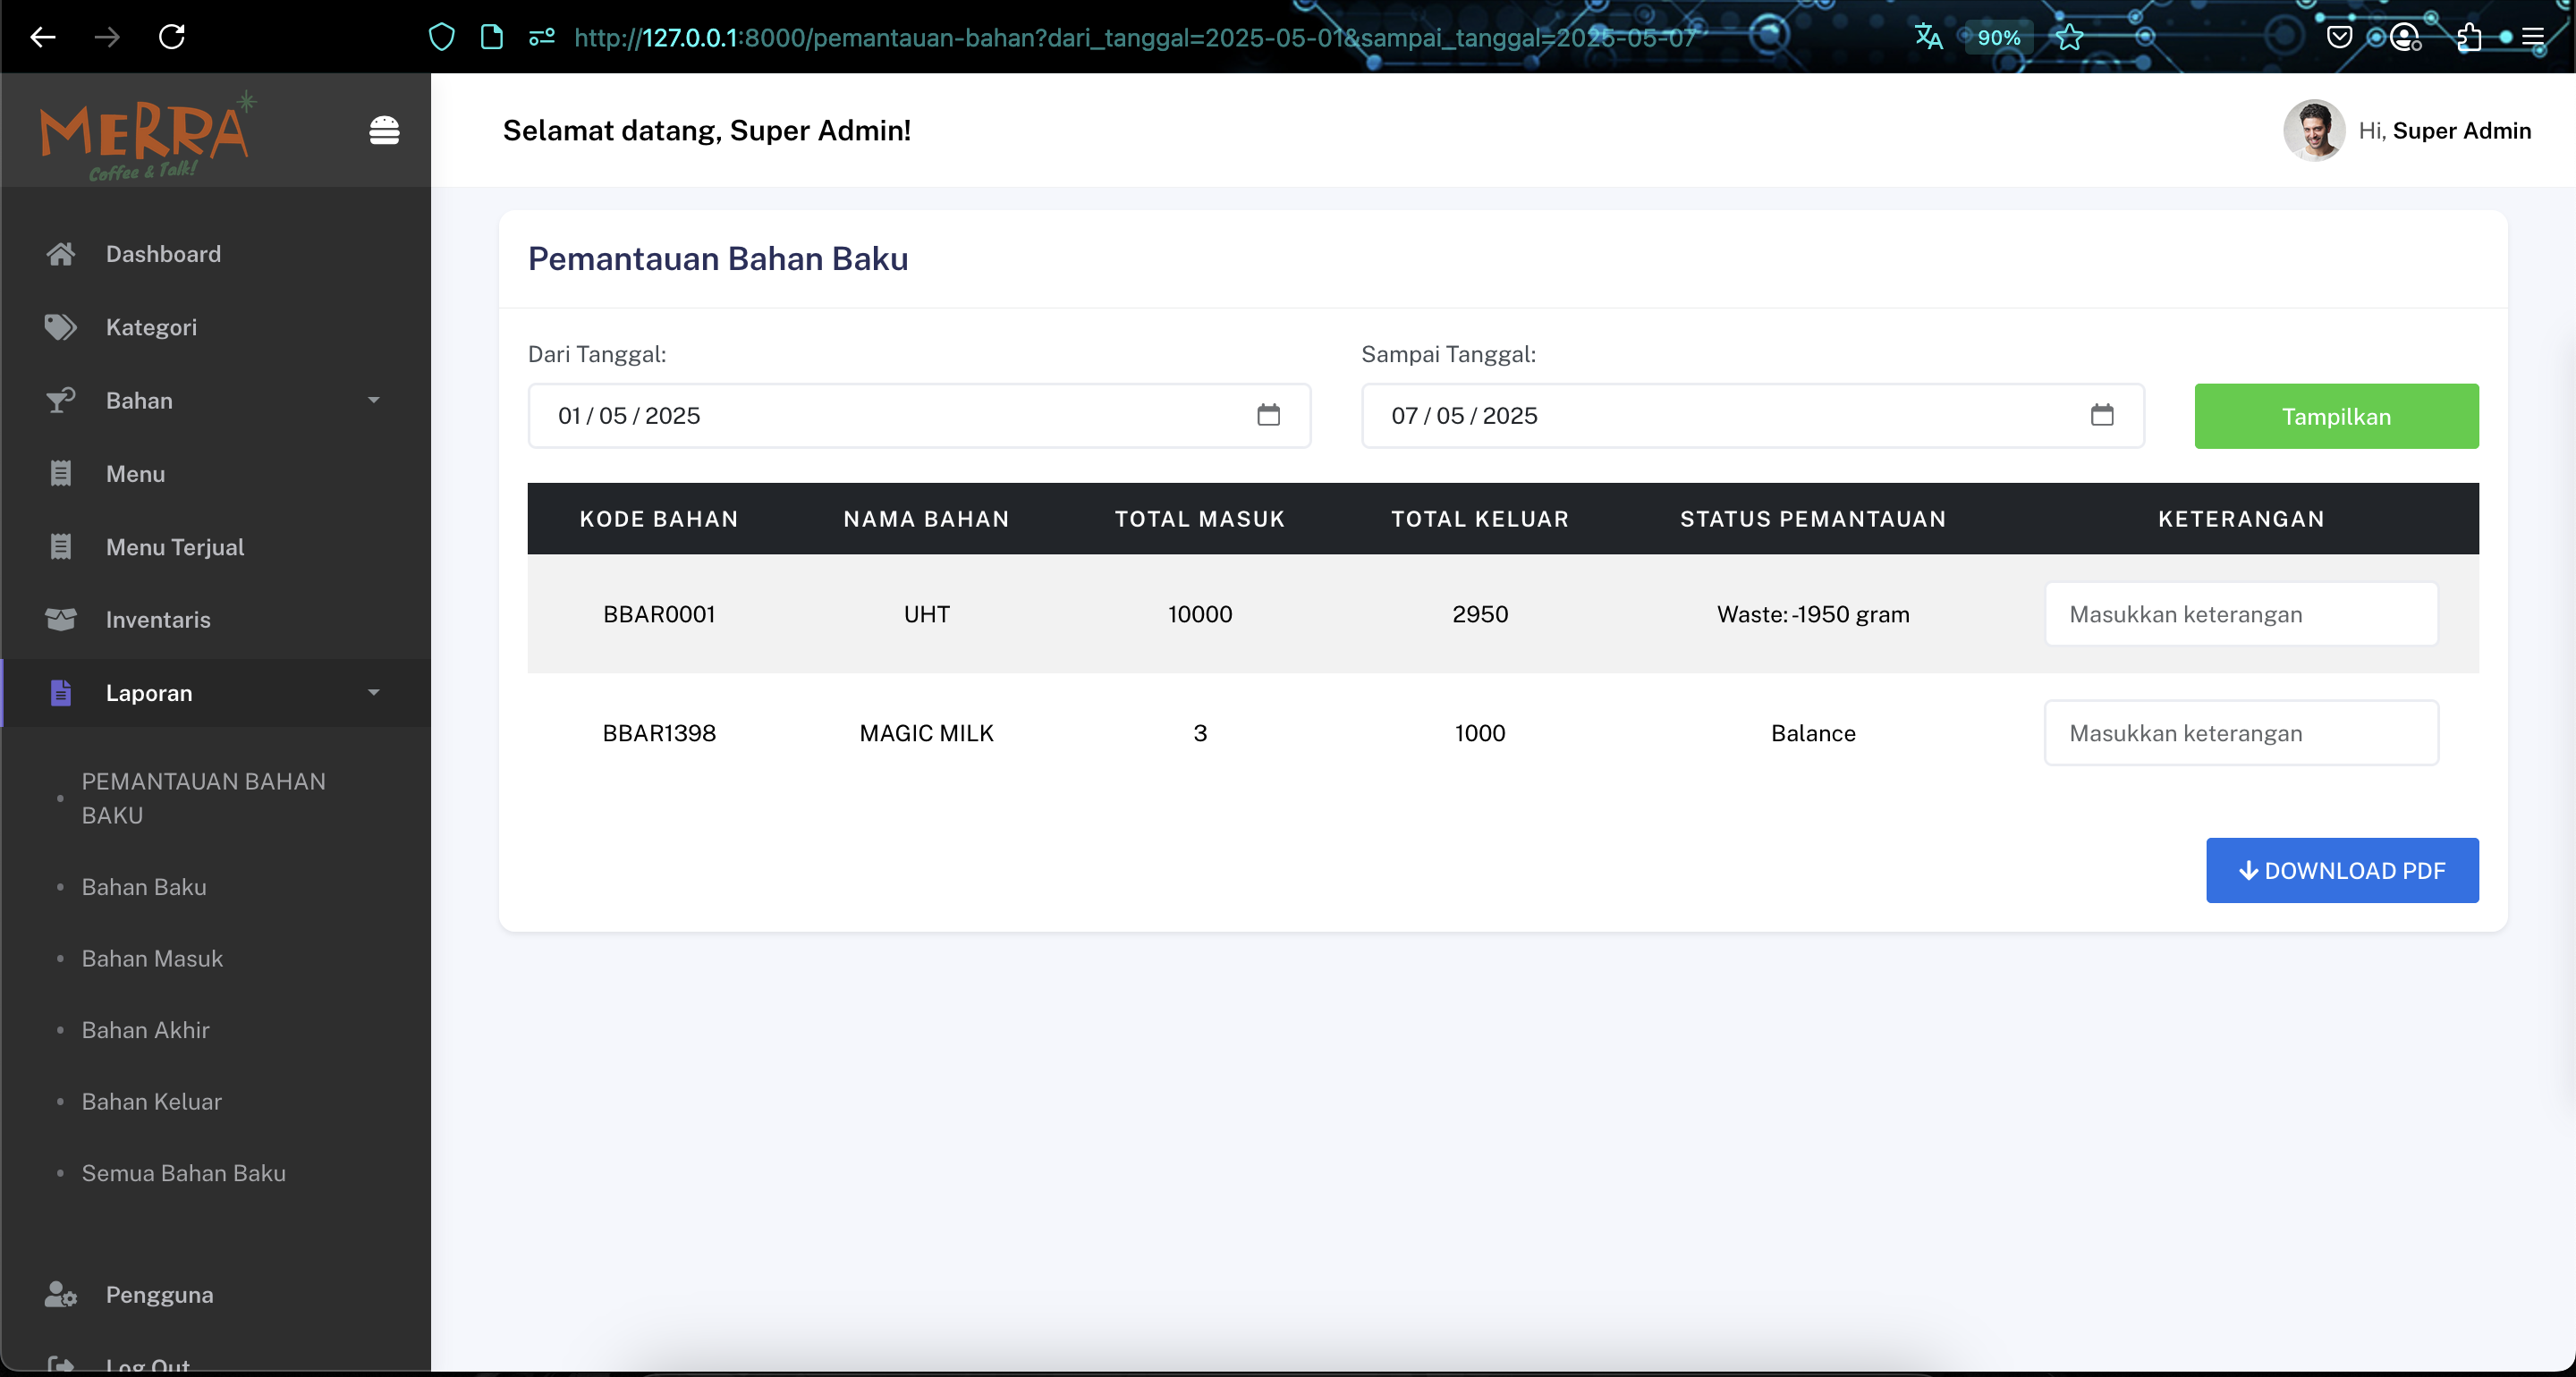 http://127.0.0.1:8000/pemantauan-bahan?dari_tanggal=2025-05-01&sampai_tanggal=2025-05-07
90%
MERRA
Coffee & Talk!
Selamat datang, Super Admin!
Hi, Super Admin
Dashboard
Kategori
Bahan
Menu
Menu Terjual
Inventaris
Laporan
PEMANTAUAN BAHAN
BAKU
Bahan Baku
Bahan Masuk
Bahan Akhir
Bahan Keluar
Semua Bahan Baku
Pengguna
Log Out
Pemantauan Bahan Baku
Dari Tanggal:
Sampai Tanggal:
01 / 05 / 2025
07 / 05 / 2025
Tampilkan
KODE BAHAN NAMA BAHAN TOTAL MASUK TOTAL KELUAR STATUS PEMANTAUAN KETERANGAN
BBAR0001 UHT 10000 2950 Waste: -1950 gram Masukkan keterangan
BBAR1398 MAGIC MILK 3 1000 Balance Masukkan keterangan
DOWNLOAD PDF